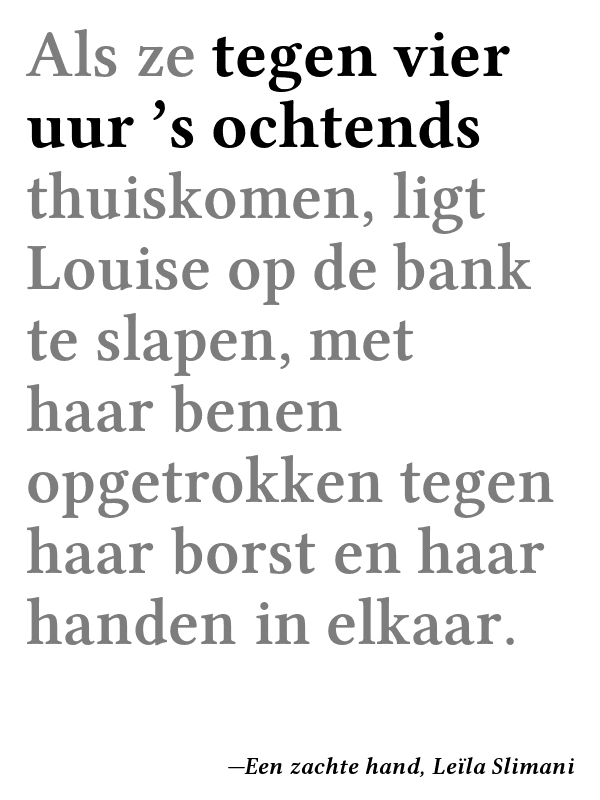 Als ze tegen vier
uur ’s ochtends
thuiskomen, ligt
Louise op de bank
te slapen, met
haar benen
opgetrokken tegen
haar borst en haar
handen in elkaar.
—Een zachte hand, Leïla Slimani